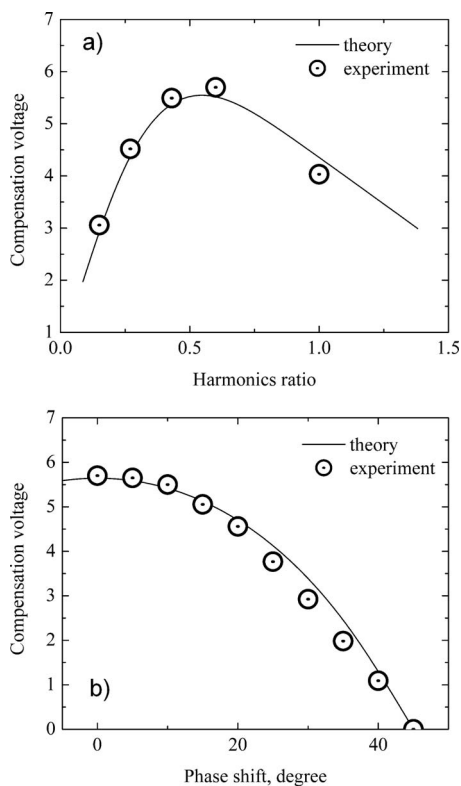 a)
theory
experiment
7
6
5
4
3
2
1
Compensation voltage
0.0 0.5 1.0 1.5
Harmonics ratio
theory
experiment
7
6
5
4
3
2
1
0
Compensation voltage
b)
0 20 40
Phase shift, degree